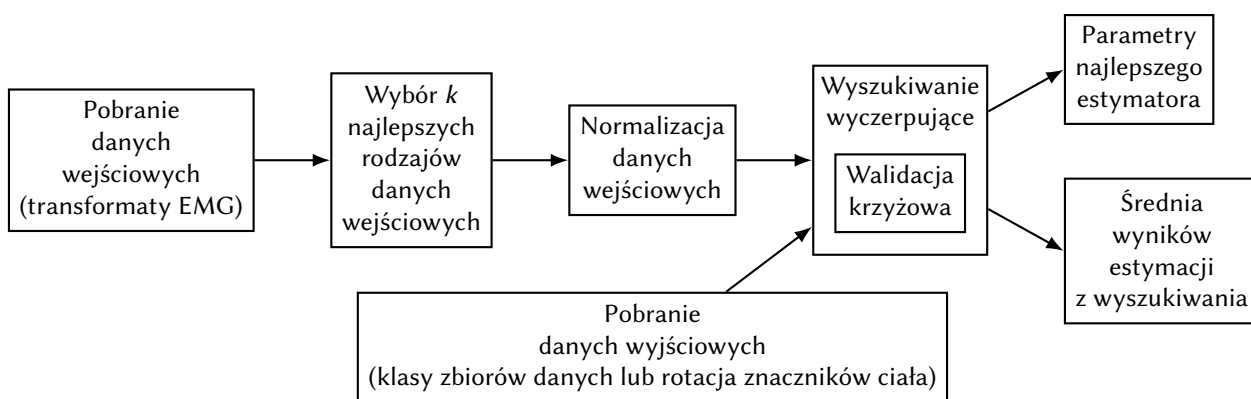 Pobranie
danych
wejściowych
(transformaty EMG)
Wybór k
najlepszych
rodzajów
danych
wejściowych
Normalizacja
danych
wejściowych
Wyszukiwanie
wyczerpujące
Walidacja
krzyżowa
Parametry
najlepszego
estymatora
Średnia
wyników
estymacji
z wyszukiwania
Pobranie
danych wyjściowych
(klasy zbiorów danych lub rotacja znaczników ciała)